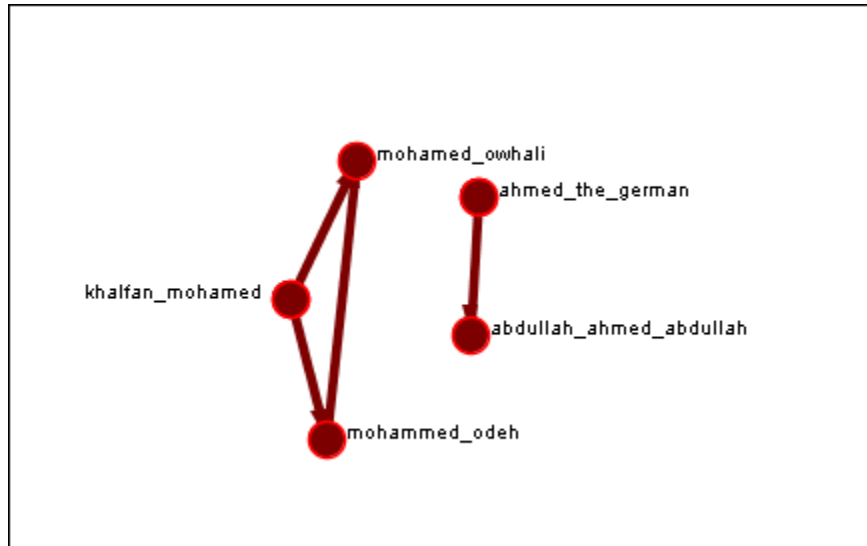 mohamed_owhali
ahmed_the_german
khalfan_mohamed
abdullah_ahmed_abdullah
mohammed_odeh